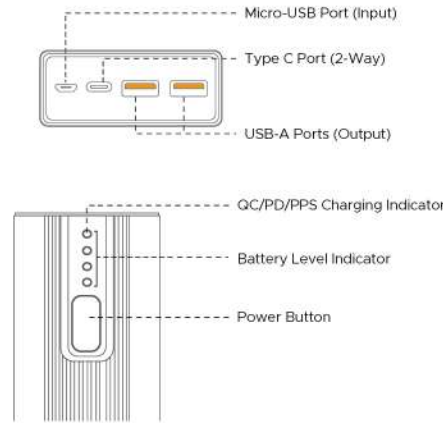 Micro-USB Port (Input)
Type C Port (2-Way)
USB-A Ports (Output)
QC/PD/PPS Charging Indicator
Battery Level Indicator
Power Button